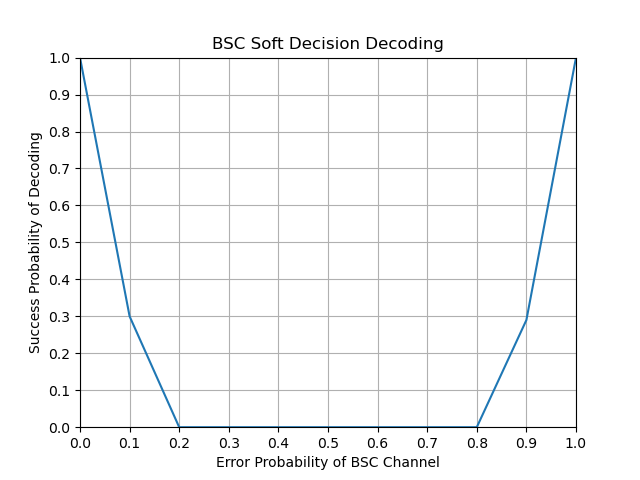 BSC Soft Decision Decoding
1.0
0.9
0.8
0.7
0.6
0.5
0.4
0.3
0.2
0.1
0.0
Success Probability of Decoding
0.0 0.1 0.2 0.3 0.4 0.5 0.6 0.7 0.8 0.9 1.0
Error Probability of BSC Channel